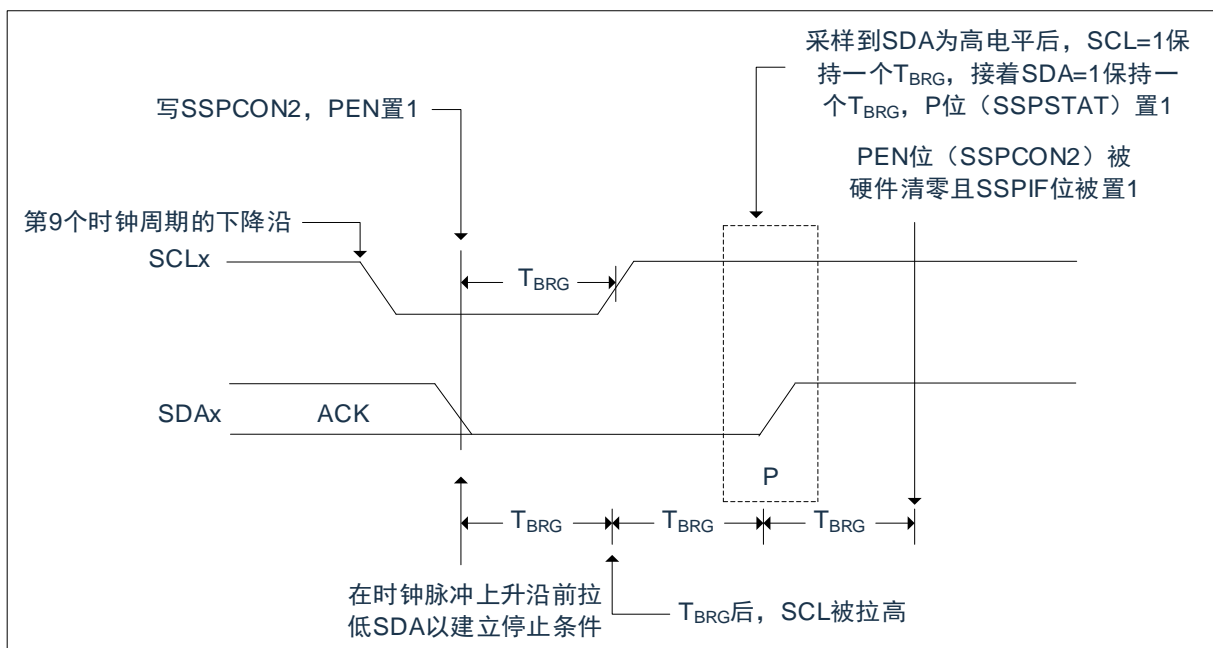 采样到SDA为高电平后，SCL=1保
持一个TBRG，接着SDA=1保持一
个TBRG，P位（SSPSTAT）置1
写SSPCON2，PEN置1
PEN位（SSPCON2）被
硬件清零且SSPIF位被置1
第9个时钟周期的下降沿
SCLx
TBRG
SDAx
ACK
P
TBRG
TBRG
TBRG
在时钟脉冲上升沿前拉
低SDA以建立停止条件
TBRG后，SCL被拉高